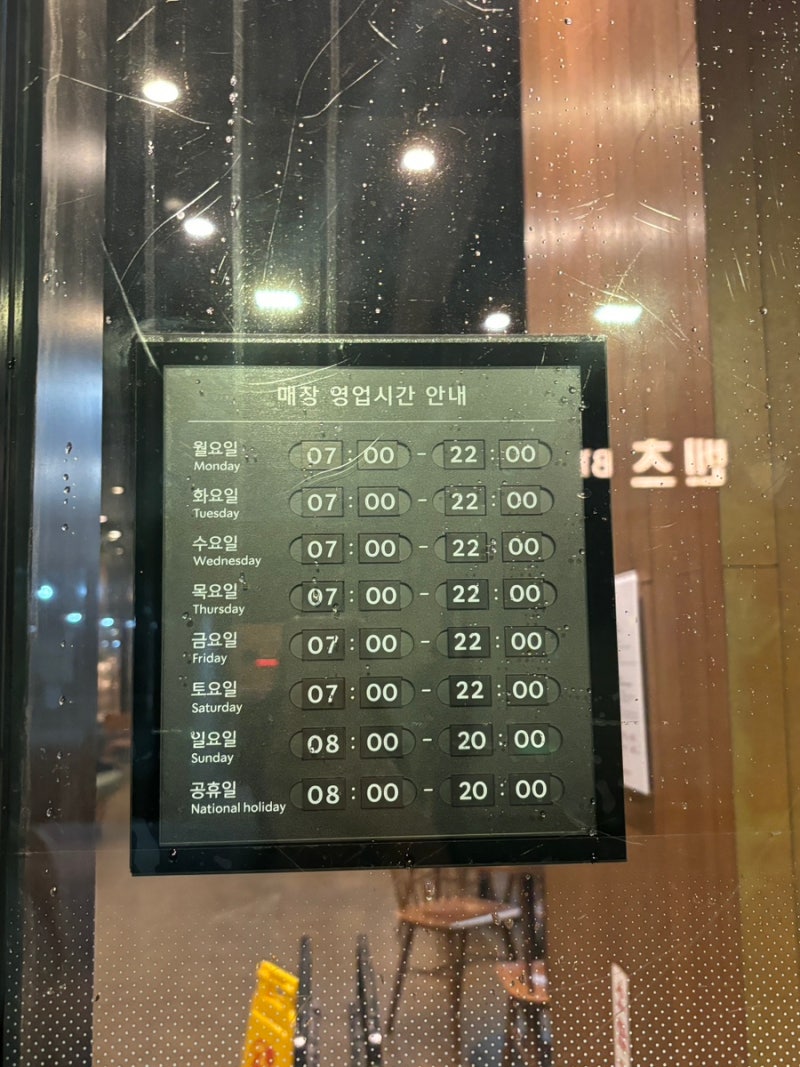 매장 영업시간 안내
월요일 07:00 - 22:00
Monday
화요일 07:00 - 22:00
Tuesday
수요일 07:00 - 22:00
Wednesday
목요일 07:00 - 22:00
Thursday
금요일 07:00 - 22:00
Friday
토요일 07:00 - 22:00
Saturday
일요일 08:00 - 20:00
Sunday
공휴일 08:00 - 20:00
National holiday
벤츠